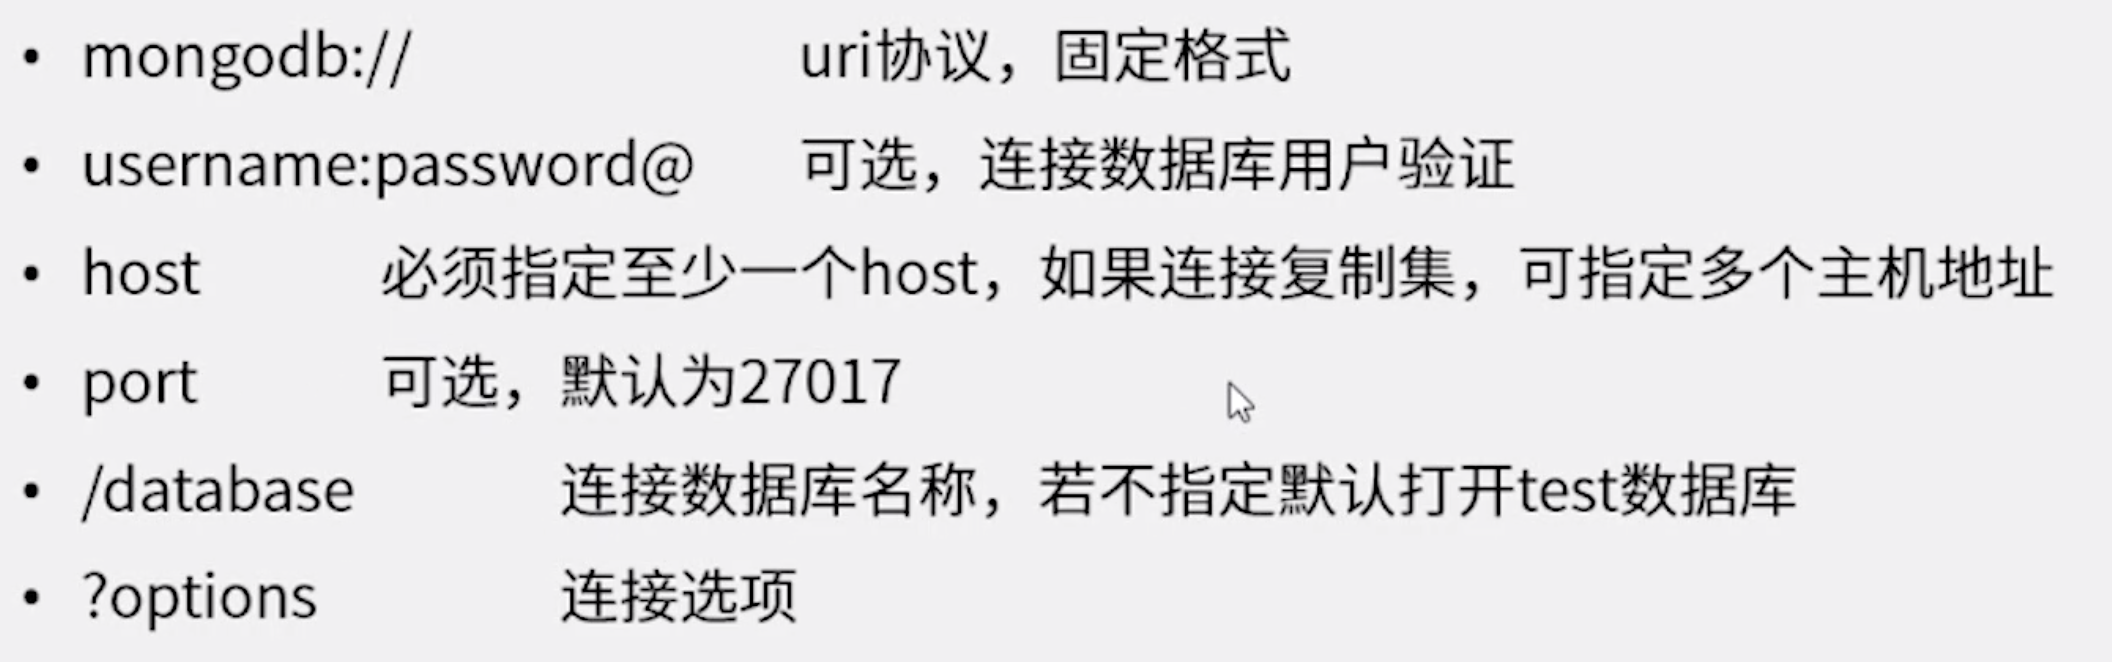 • mongodb:// uri协议，固定格式
• username:password@ 可选，连接数据库用户验证
• host 必须指定至少一个host，如果连接复制集，可指定多个主机地址
• port 可选，默认为27017
• /database 连接数据库名称，若不指定默认打开test数据库
• ?options 连接选项